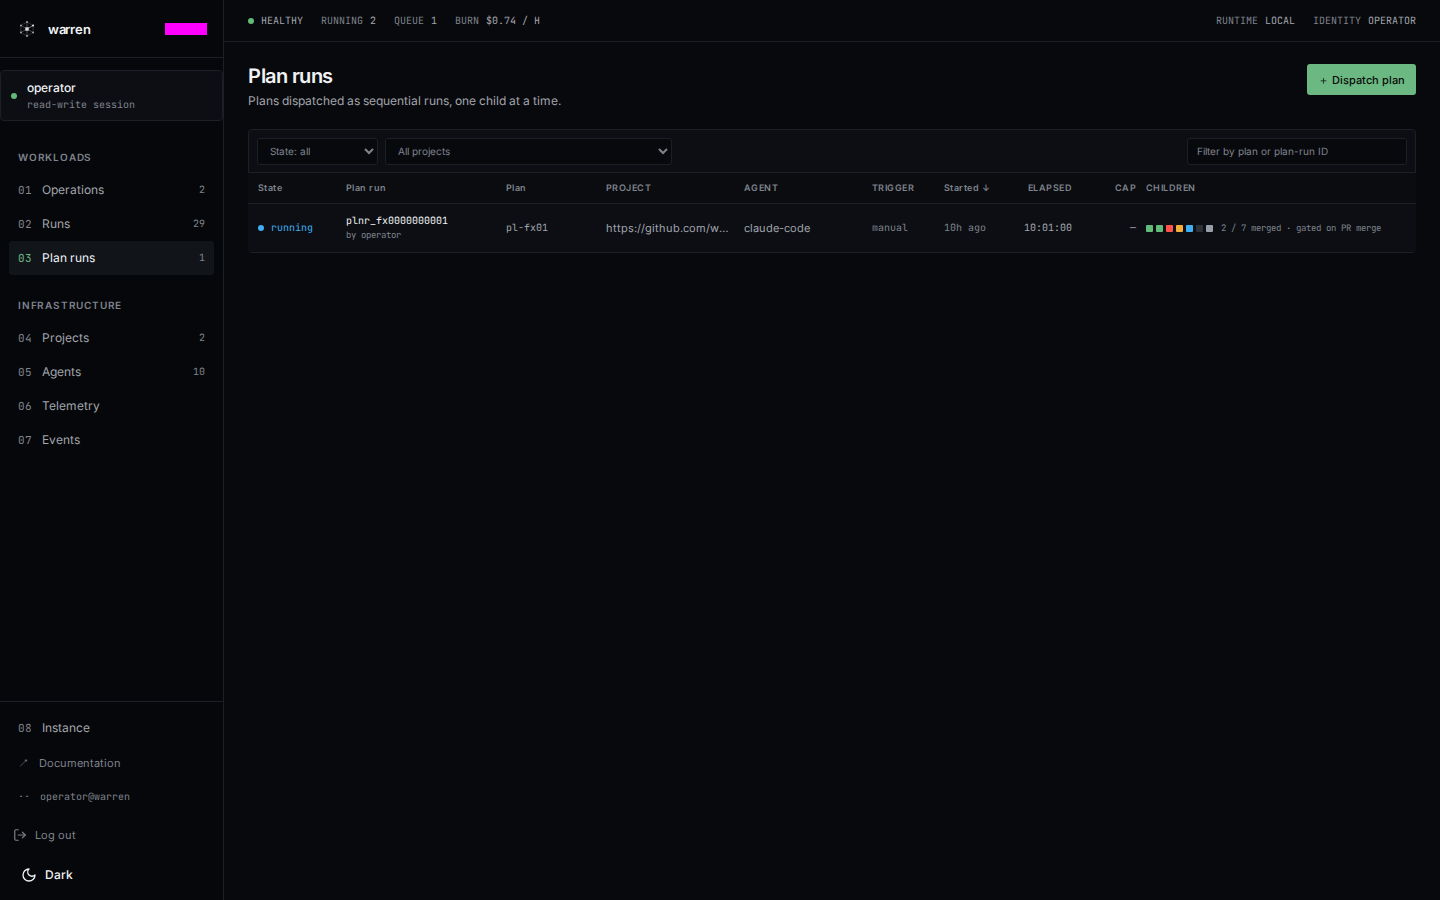 warren
operator
read-write session
WORKLOADS
01 Operations 2
02 Runs 29
03 Plan runs 1
INFRASTRUCTURE
04 Projects 2
05 Agents 10
06 Telemetry
07 Events
08 Instance
Documentation
-- operator@warren
Log out
Dark
HEALTHY RUNNING 2 QUEUE 1 BURN $0.74 / H RUNTIME LOCAL IDENTITY OPERATOR
Plan runs
Plans dispatched as sequential runs, one child at a time.
+ Dispatch plan
State: all All projects Filter by plan or plan-run ID
State Plan run Plan PROJECT AGENT TRIGGER Started ↓ ELAPSED CAP CHILDREN
running plnr_fx0000000001 pl-fx01 https://github.com/w... claude-code manual 10h ago 10:01:00 — 2 / 7 merged · gated on PR merge
by operator